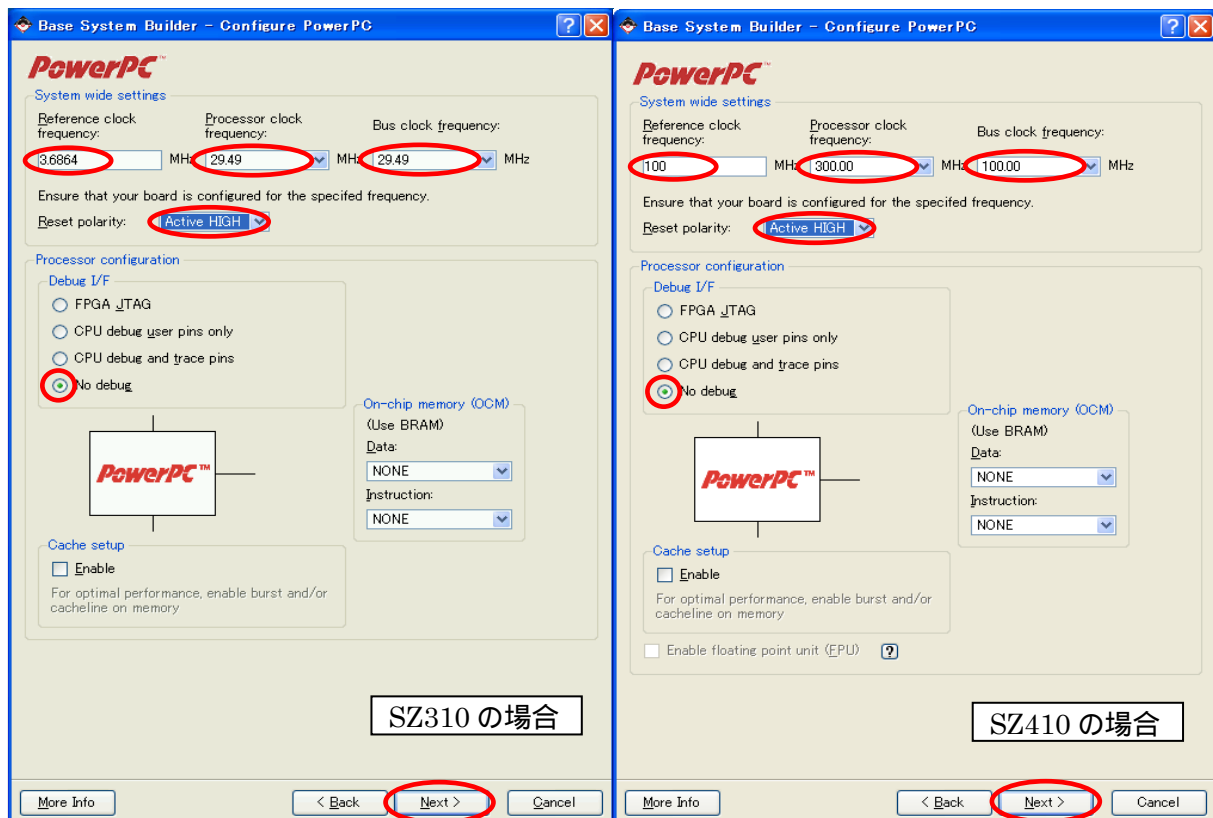 Base System Builder - Configure PowerPC
PowerPC™
System wide settings
Reference clock frequency:
Processor clock frequency:
Bus clock frequency:
3.6864 MHz 29.49 MHz 29.49 MHz
Ensure that your board is configured for the specifed frequency.
Reset polarity: Active HIGH
Processor configuration
Debug I/F
FPGA JTAG
CPU debug user pins only
CPU debug and trace pins
No debug
PowerPC™
On-chip memory (OCM)
(Use BRAM)
Data:
NONE
Instruction:
NONE
Cache setup
Enable
For optimal performance, enable burst and/or
cacheline on memory
SZ310 の場合
More Info < Back Next > Cancel
Base System Builder - Configure PowerPC
PowerPC™
System wide settings
Reference clock frequency:
Processor clock frequency:
Bus clock frequency:
100 MHz 300.00 MHz 100.00 MHz
Ensure that your board is configured for the specifed frequency.
Reset polarity: Active HIGH
Processor configuration
Debug I/F
FPGA JTAG
CPU debug user pins only
CPU debug and trace pins
No debug
PowerPC™
On-chip memory (OCM)
(Use BRAM)
Data:
NONE
Instruction:
NONE
Cache setup
Enable
For optimal performance, enable burst and/or
cacheline on memory
Enable floating point unit (FPU) ?
SZ410 の場合
More Info < Back Next > Cancel